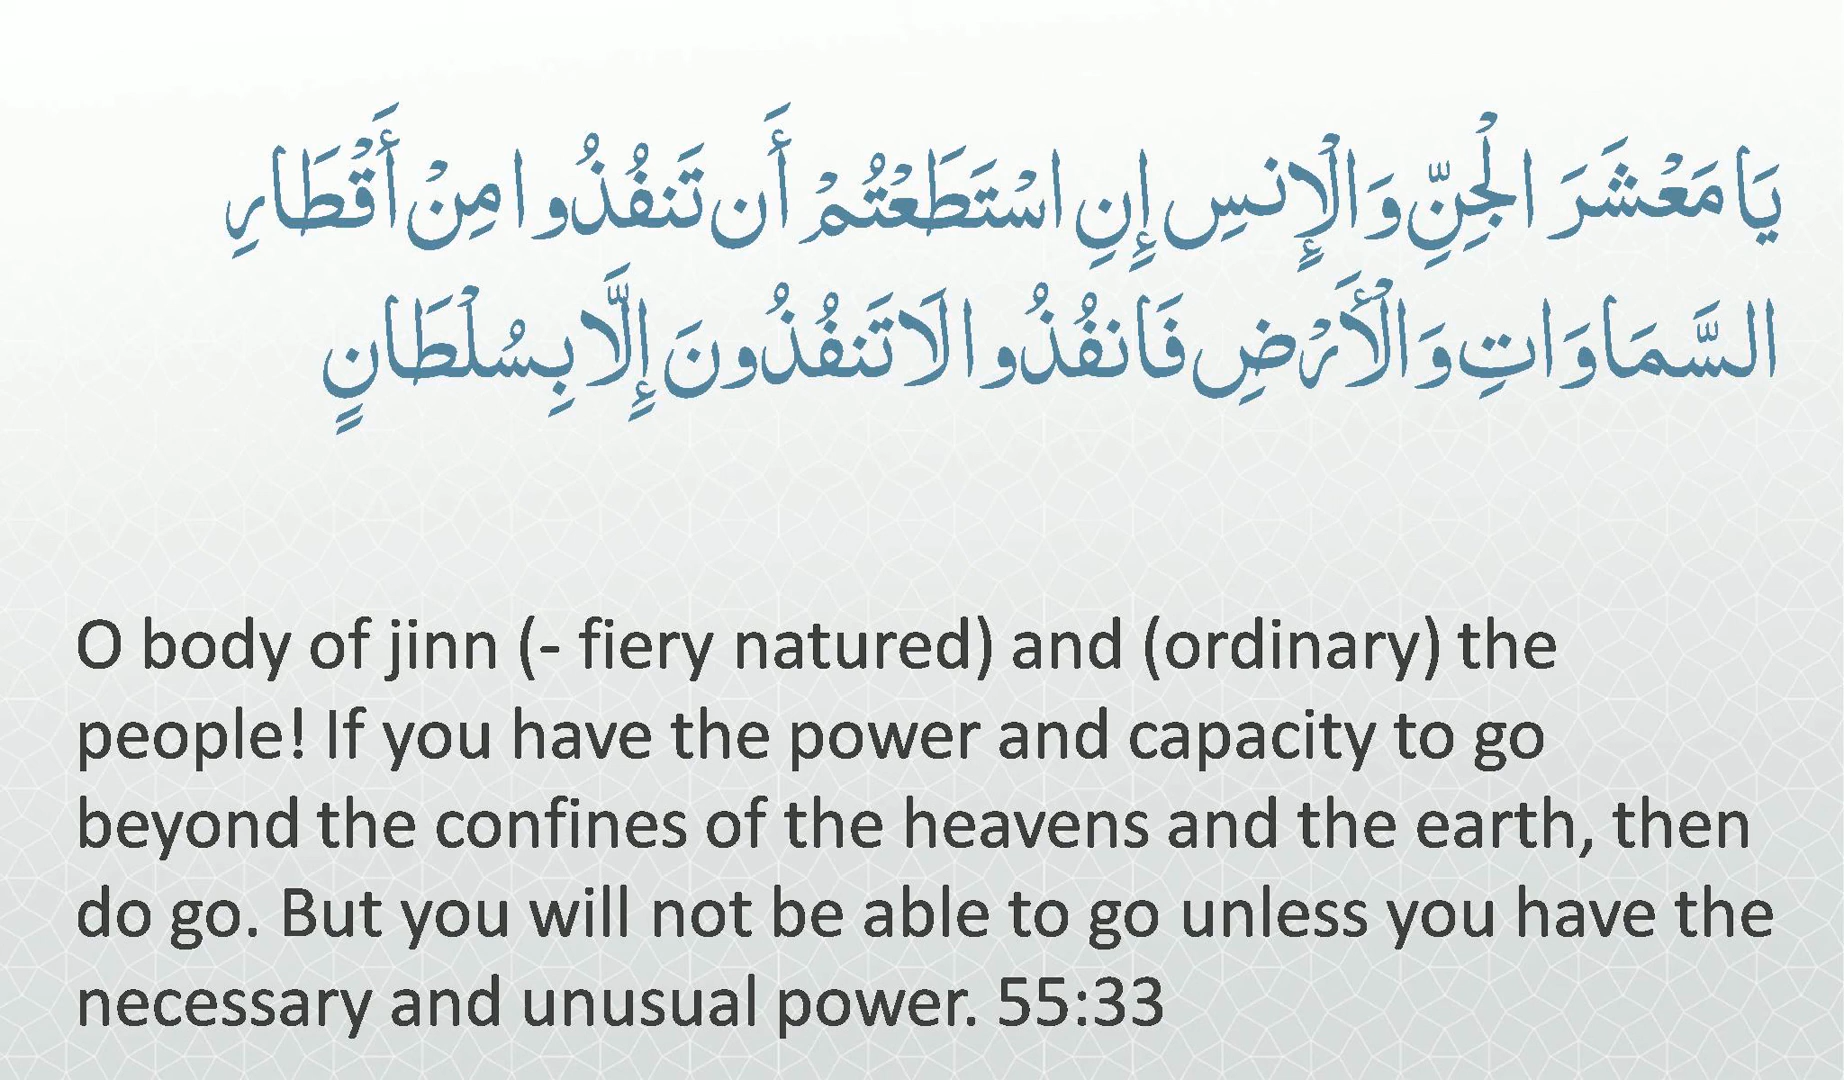 يَا مَعْشَرَ الْجِنِّ وَالْإِنسِ إِنِ اسْتَطَعْتُمْ أَن تَنفُذُوا مِنْ أَقْطَارِ
السَّمَاوَاتِ وَالْأَرْضِ فَانفُذُوا لَا تَنفُذُونَ إِلَّا بِسُلْطَانٍ
O body of jinn (- fiery natured) and (ordinary) the
people! If you have the power and capacity to go
beyond the confines of the heavens and the earth, then
do go. But you will not be able to go unless you have the
necessary and unusual power. 55:33